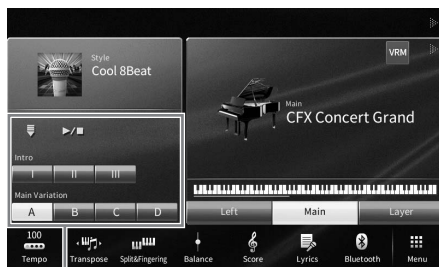 Style
Cool 8Beat
VRM
Main
CFX Concert Grand
Intro
I II III
Main Variation
A B C D
Left Main Layer
100
Tempo Transpose Split&Fingering Balance Score Lyrics Bluetooth Menu